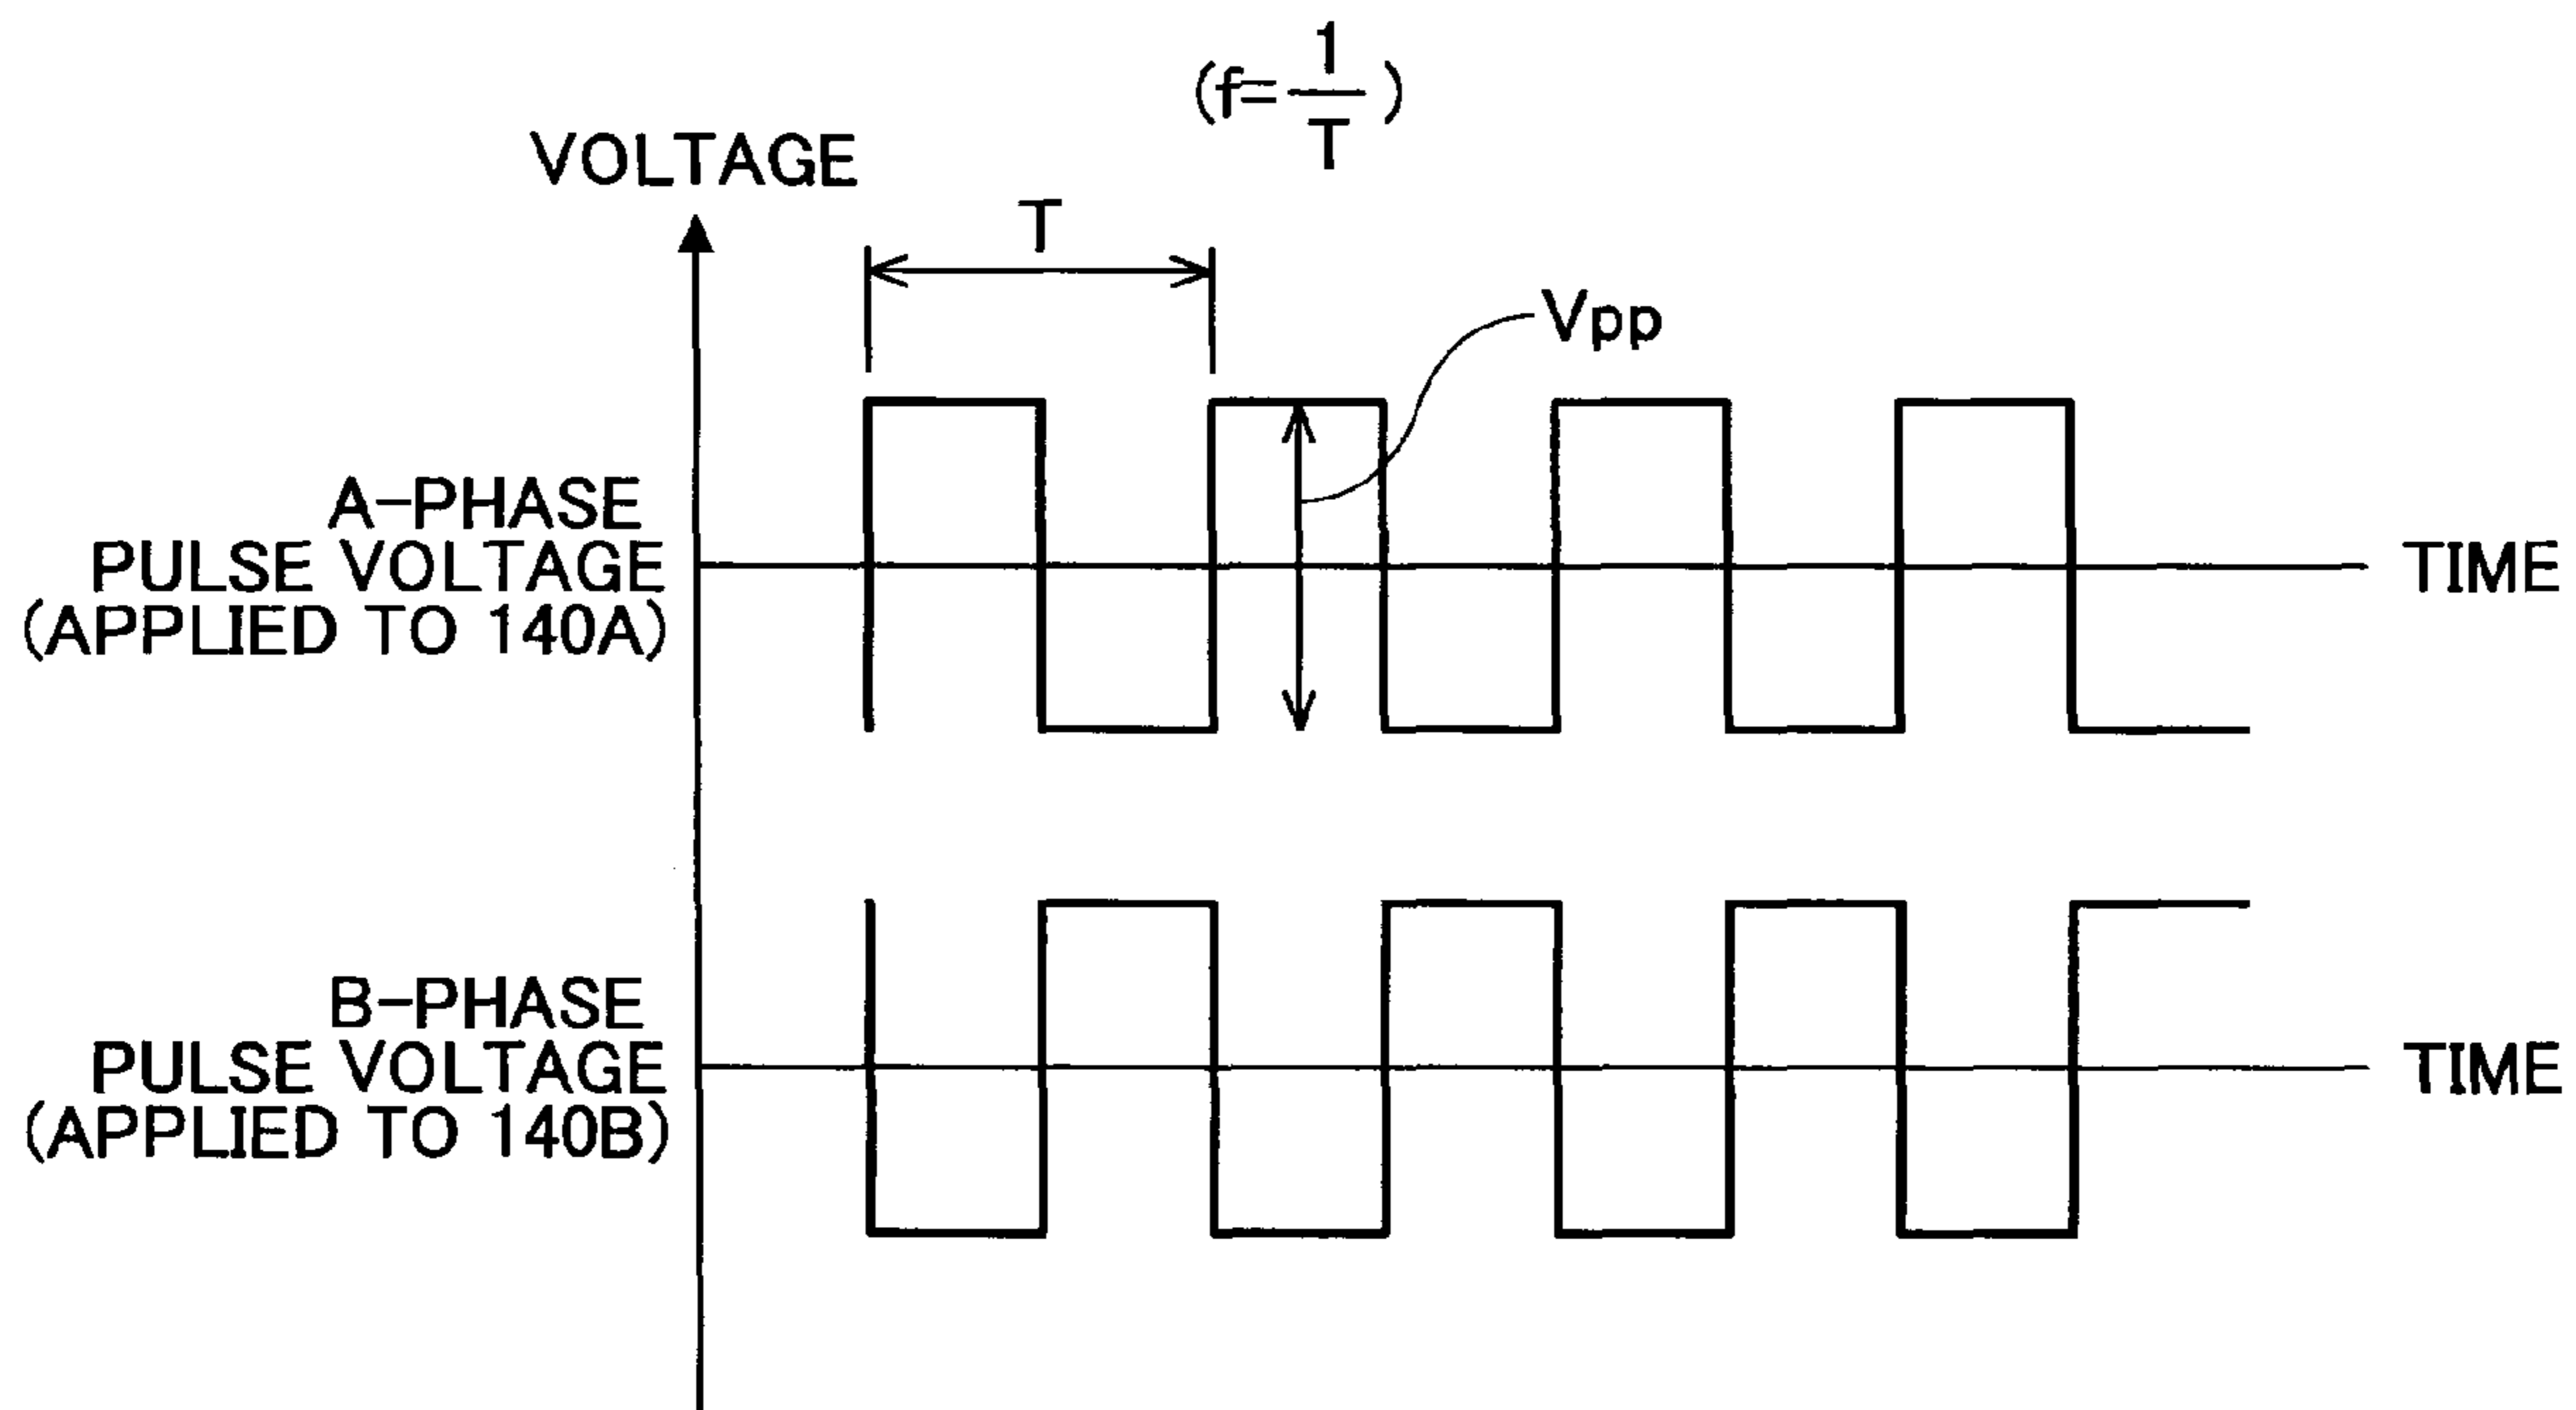 (f=1/T)
VOLTAGE
T
Vpp
A-PHASE
PULSE VOLTAGE
(APPLIED TO 140A)
TIME
B-PHASE
PULSE VOLTAGE
(APPLIED TO 140B)
TIME